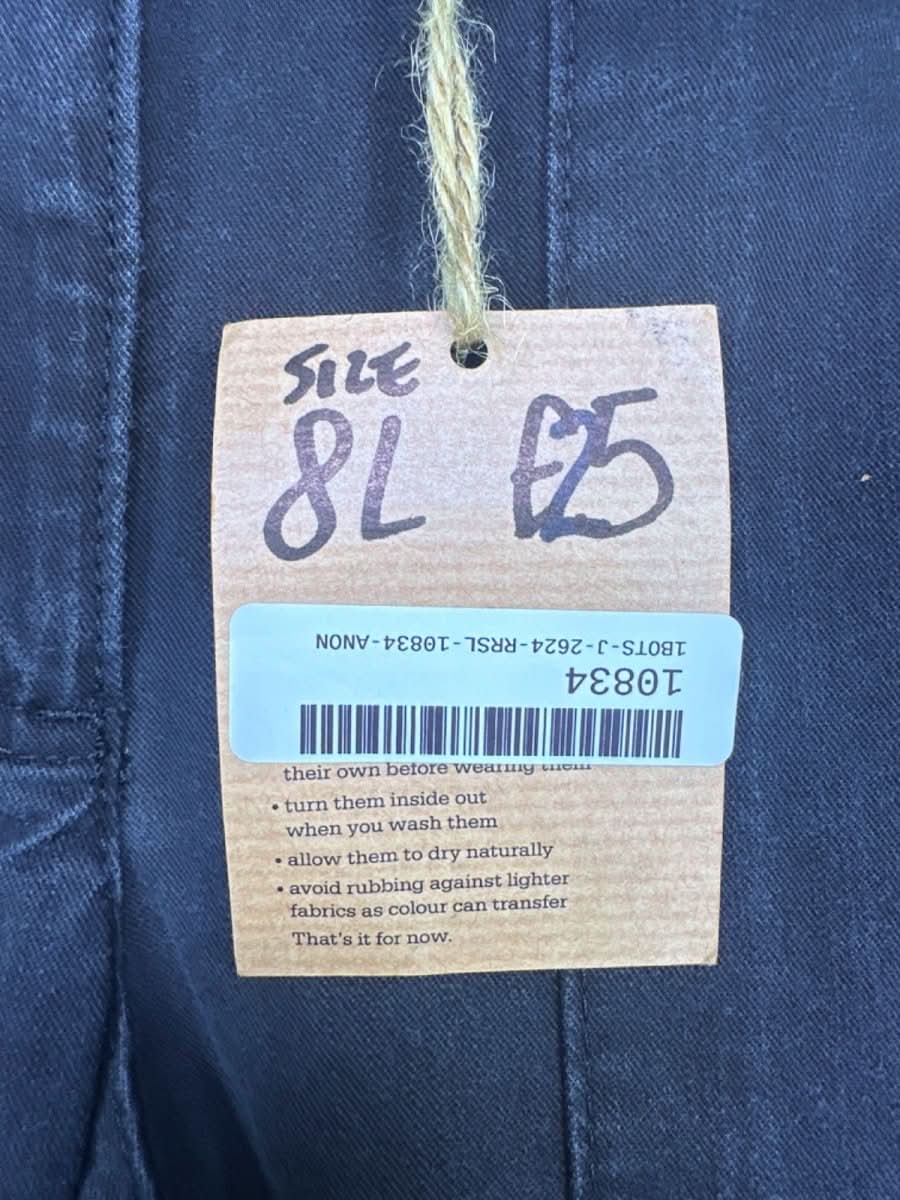 SIZE
8L £25
1BOTS-J-2624-RRSL-10834-ANON
10834
their own before wearing them
• turn them inside out
when you wash them
• allow them to dry naturally
• avoid rubbing against lighter
fabrics as colour can transfer
That's it for now.